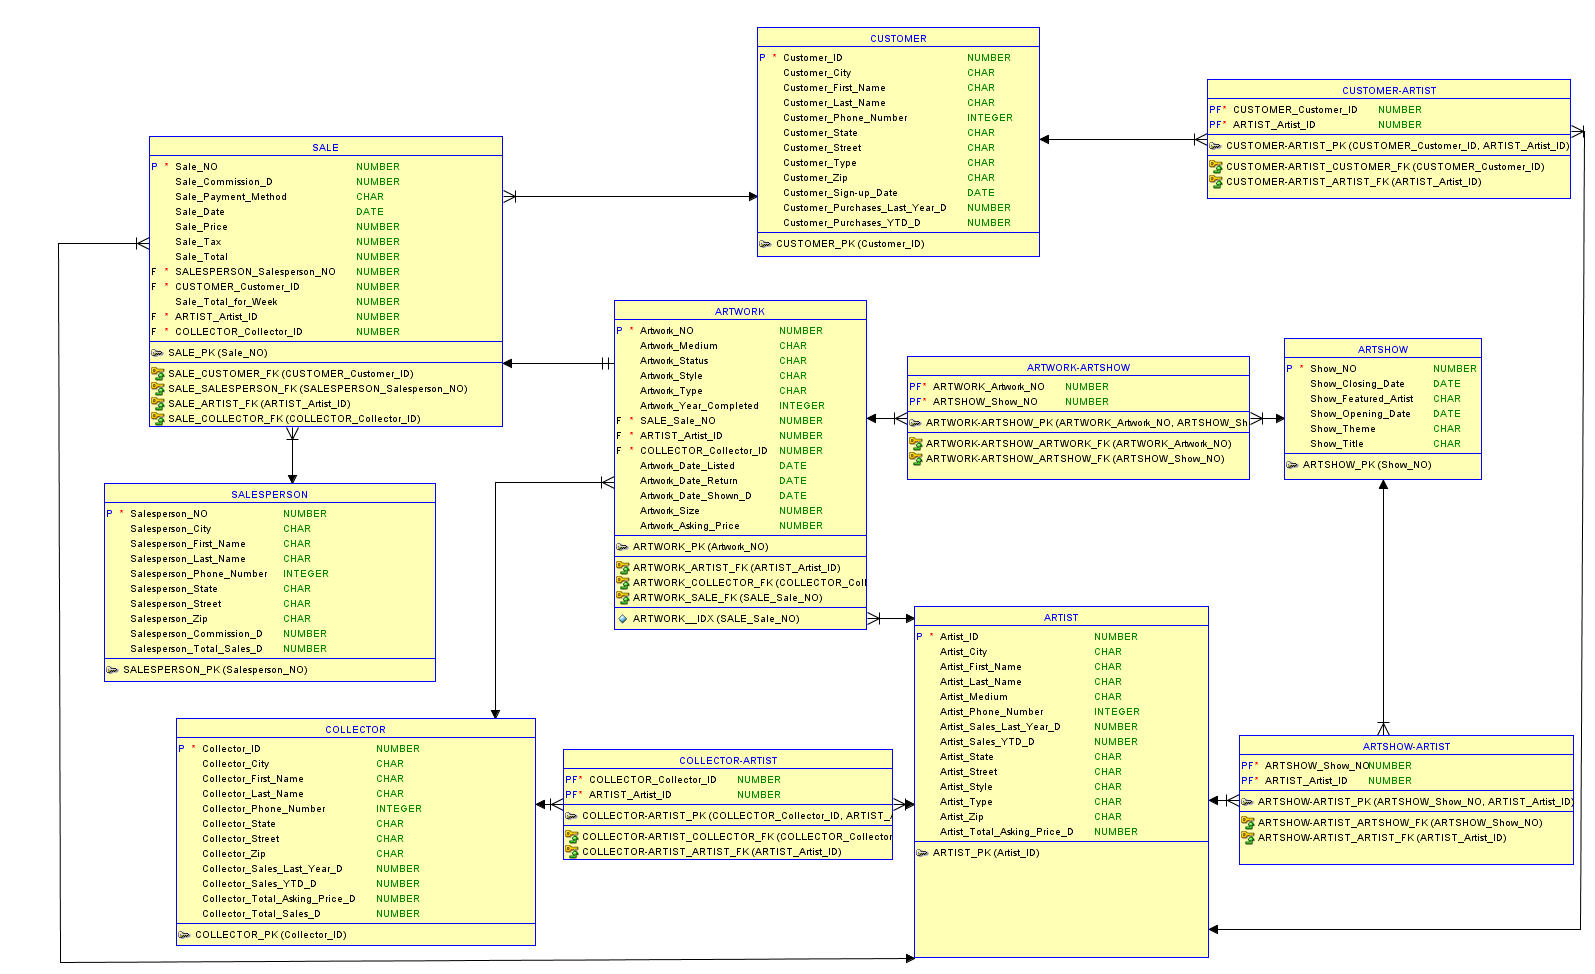 CUSTOMER
P * Customer_ID NUMBER
Customer_City CHAR
Customer_First_Name CHAR
Customer_Last_Name CHAR
Customer_Phone_Number INTEGER
Customer_State CHAR
Customer_Street CHAR
Customer_Type CHAR
Customer_Zip CHAR
Customer_Sign-up_Date DATE
Customer_Purchases_Last_Year_D NUMBER
Customer_Purchases_YTD_D NUMBER
CUSTOMER_PK (Customer_ID)
CUSTOMER-ARTIST
PF* CUSTOMER_Customer_ID NUMBER
PF* ARTIST_Artist_ID NUMBER
CUSTOMER-ARTIST_PK (CUSTOMER_Customer_ID, ARTIST_Artist_ID)
CUSTOMER-ARTIST_CUSTOMER_FK (CUSTOMER_Customer_ID)
CUSTOMER-ARTIST_ARTIST_FK (ARTIST_Artist_ID)
SALE
P * Sale_NO NUMBER
Sale_Commission_D NUMBER
Sale_Payment_Method CHAR
Sale_Date DATE
Sale_Price NUMBER
Sale_Tax NUMBER
Sale_Total NUMBER
F * SALESPERSON_Salesperson_NO NUMBER
F * CUSTOMER_Customer_ID NUMBER
Sale_Total_for_Week NUMBER
F * ARTIST_Artist_ID NUMBER
F * COLLECTOR_Collector_ID NUMBER
SALE_PK (Sale_NO)
SALE_CUSTOMER_FK (CUSTOMER_Customer_ID)
SALE_SALESPERSON_FK (SALESPERSON_Salesperson_NO)
SALE_ARTIST_FK (ARTIST_Artist_ID)
SALE_COLLECTOR_FK (COLLECTOR_Collector_ID)
ARTWORK
P * Artwork_NO NUMBER
Artwork_Medium CHAR
Artwork_Status CHAR
Artwork_Style CHAR
Artwork_Type CHAR
Artwork_Year_Completed INTEGER
F * SALE_Sale_NO NUMBER
F * ARTIST_Artist_ID NUMBER
F * COLLECTOR_Collector_ID NUMBER
Artwork_Date_Listed DATE
Artwork_Date_Return DATE
Artwork_Date_Shown_D DATE
Artwork_Size NUMBER
Artwork_Asking_Price NUMBER
ARTWORK_PK (Artwork_NO)
ARTWORK_ARTIST_FK (ARTIST_Artist_ID)
ARTWORK_COLLECTOR_FK (COLLECTOR_Coll
ARTWORK_SALE_FK (SALE_Sale_NO)
ARTWORK__IDX (SALE_Sale_NO)
ARTWORK-ARTSHOW
PF* ARTWORK_Artwork_NO NUMBER
PF* ARTSHOW_Show_NO NUMBER
ARTWORK-ARTSHOW_PK (ARTWORK_Artwork_NO, ARTSHOW_Sh
ARTWORK-ARTSHOW_ARTWORK_FK (ARTWORK_Artwork_NO)
ARTWORK-ARTSHOW_ARTSHOW_FK (ARTSHOW_Show_NO)
ARTSHOW
P * Show_NO NUMBER
Show_Closing_Date DATE
Show_Featured_Artist CHAR
Show_Opening_Date DATE
Show_Theme CHAR
Show_Title CHAR
ARTSHOW_PK (Show_NO)
SALESPERSON
P * Salesperson_NO NUMBER
Salesperson_City CHAR
Salesperson_First_Name CHAR
Salesperson_Last_Name CHAR
Salesperson_Phone_Number INTEGER
Salesperson_State CHAR
Salesperson_Street CHAR
Salesperson_Zip CHAR
Salesperson_Commission_D NUMBER
Salesperson_Total_Sales_D NUMBER
SALESPERSON_PK (Salesperson_NO)
ARTIST
P * Artist_ID NUMBER
Artist_City CHAR
Artist_First_Name CHAR
Artist_Last_Name CHAR
Artist_Medium CHAR
Artist_Phone_Number INTEGER
Artist_Sales_Last_Year_D NUMBER
Artist_Sales_YTD_D NUMBER
Artist_State CHAR
Artist_Street CHAR
Artist_Style CHAR
Artist_Type CHAR
Artist_Zip CHAR
Artist_Total_Asking_Price_D NUMBER
ARTIST_PK (Artist_ID)
COLLECTOR
P * Collector_ID NUMBER
Collector_City CHAR
Collector_First_Name CHAR
Collector_Last_Name CHAR
Collector_Phone_Number INTEGER
Collector_State CHAR
Collector_Street CHAR
Collector_Zip CHAR
Collector_Sales_Last_Year_D NUMBER
Collector_Sales_YTD_D NUMBER
Collector_Total_Asking_Price_D NUMBER
Collector_Total_Sales_D NUMBER
COLLECTOR_PK (Collector_ID)
COLLECTOR-ARTIST
PF* COLLECTOR_Collector_ID NUMBER
PF* ARTIST_Artist_ID NUMBER
COLLECTOR-ARTIST_PK (COLLECTOR_Collector_ID, ARTIST_A
COLLECTOR-ARTIST_COLLECTOR_FK (COLLECTOR_Collector
COLLECTOR-ARTIST_ARTIST_FK (ARTIST_Artist_ID)
ARTSHOW-ARTIST
PF* ARTSHOW_Show_NO NUMBER
PF* ARTIST_Artist_ID NUMBER
ARTSHOW-ARTIST_PK (ARTSHOW_Show_NO, ARTIST_Artist_ID)
ARTSHOW-ARTIST_ARTSHOW_FK (ARTSHOW_Show_NO)
ARTSHOW-ARTIST_ARTIST_FK (ARTIST_Artist_ID)